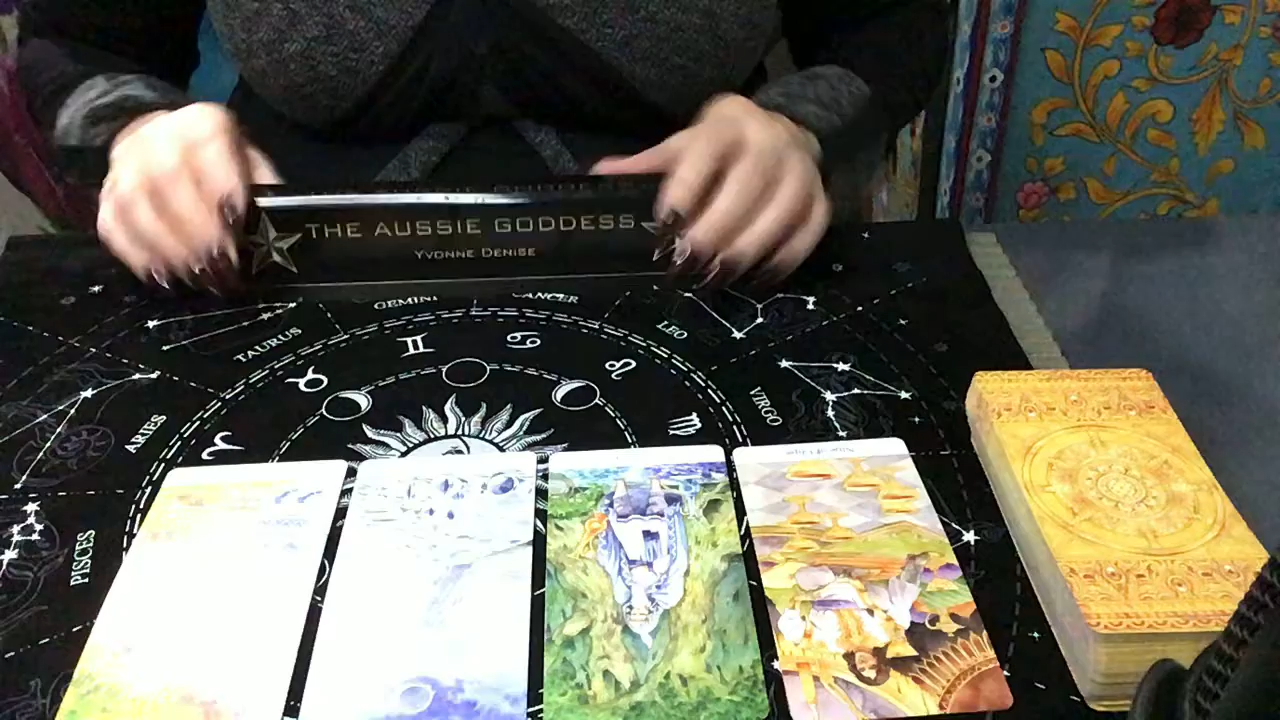 THE AUSSIE GODDESS
YVONNE DENISE
GEMINI
CANCER
TAURUS
LEO
ARIES
VIRGO
PISCES